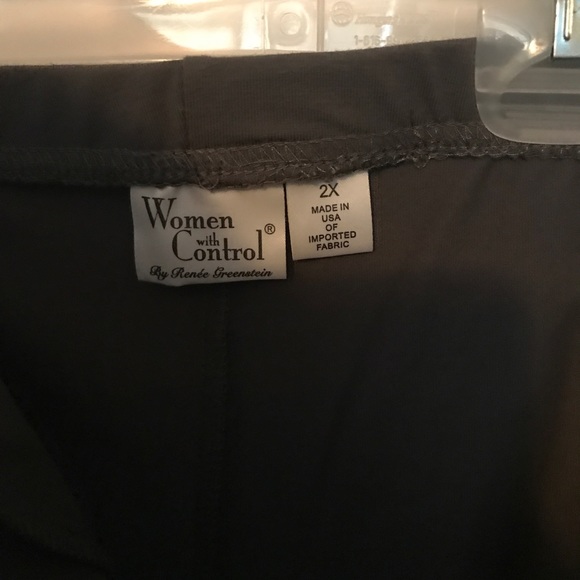 Women
with
Control®
By Renée Greenstein
2X
MADE IN
USA
OF
IMPORTED
FABRIC